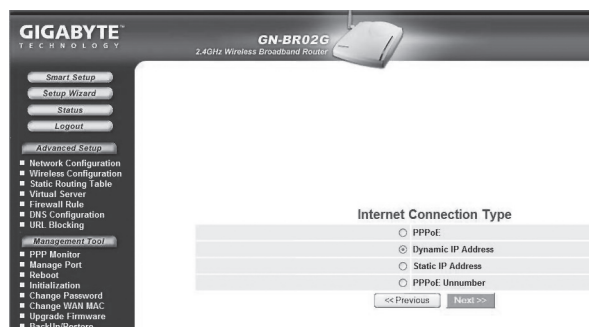 GIGABYTE™
TECHNOLOGY
GN-BR02G
2.4GHz Wireless Broadband Router
Smart Setup
Setup Wizard
Status
Logout
Advanced Setup
Network Configuration
Wireless Configuration
Static Routing Table
Virtual Server
Firewall Rule
DNS Configuration
URL Blocking
Management Tool
PPP Monitor
Manage Port
Reboot
Initialization
Change Password
Change WAN MAC
Upgrade Firmware
BackUp/Restore
Internet Connection Type
PPPoE
Dynamic IP Address
Static IP Address
PPPoE Unnumber
<< Previous
Next >>